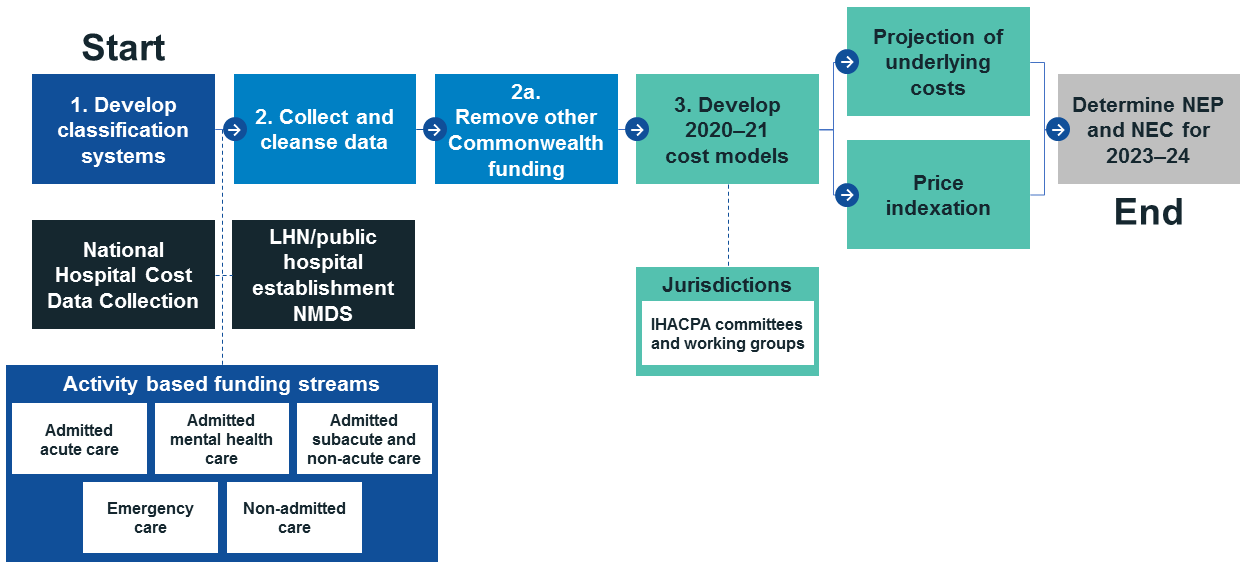 Start
1. Develop
classification
systems
2. Collect and
cleanse data
2a.
Remove other
Commonwealth
funding
3. Develop
2020–21
cost models
Projection of
underlying
costs
Price
indexation
Determine NEP
and NEC for
2023–24
End
National
Hospital Cost
Data Collection
LHN/public
hospital
establishment
NMDS
Jurisdictions
IHACPA committees
and working groups
Activity based funding streams
Admitted
acute care
Admitted
mental health
care
Admitted
subacute and
non-acute care
Emergency
care
Non-admitted
care